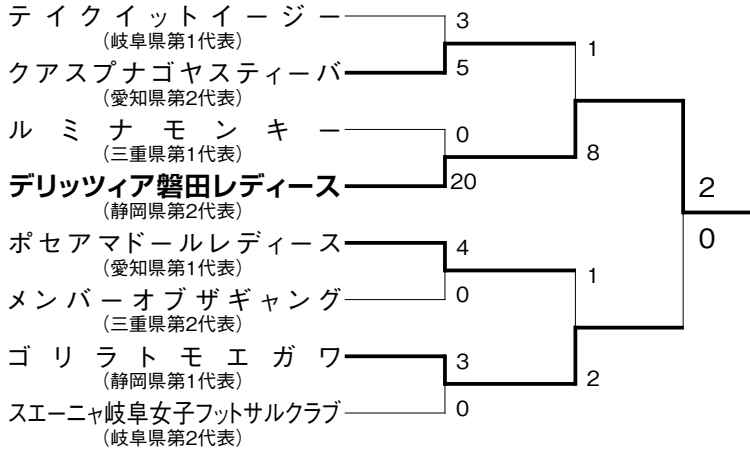 テイクイットイージー
3
（岐阜県第1代表）
1
クアスプナゴヤスティーバ
5
（愛知県第2代表）
ルミナモンキー
0
（三重県第1代表）
8
デリッツィア磐田レディース
20
（静岡県第2代表）
2
0
ポセアマドールレディース
4
（愛知県第1代表）
1
メンバーオブザギャング
0
（三重県第2代表）
ゴリラトモエガワ
3
（静岡県第1代表）
2
スエーニャ岐阜女子フットサルクラブ
0
（岐阜県第2代表）